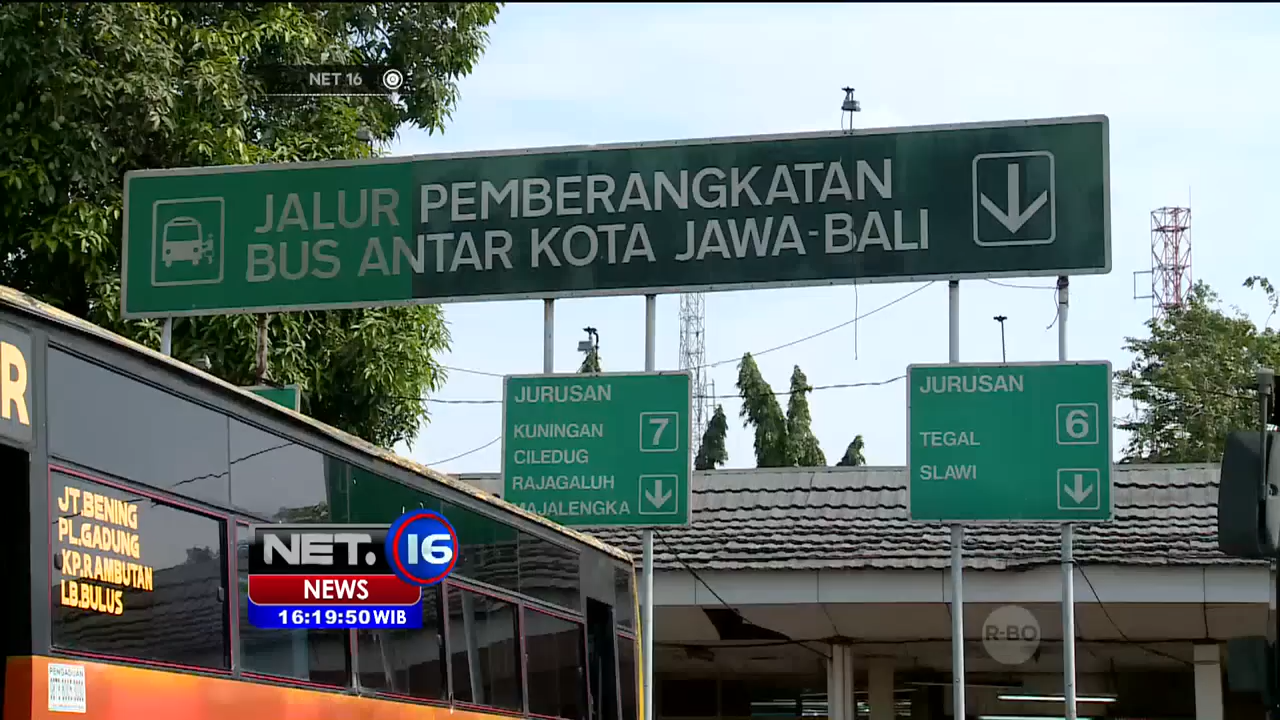 NET 16
JALUR PEMBERANGKATAN
BUS ANTAR KOTA JAWA-BALI
JURUSAN
7
KUNINGAN
CILEDUG
RAJAGALUH
MAJALENGKA
JURUSAN
6
TEGAL
SLAWI
R
JT.BENING
PL.GADUNG
KP.RAMBUTAN
LB.BULUS
NET. 16
NEWS
16:19:50 WIB
R-BO
PENGADILAN